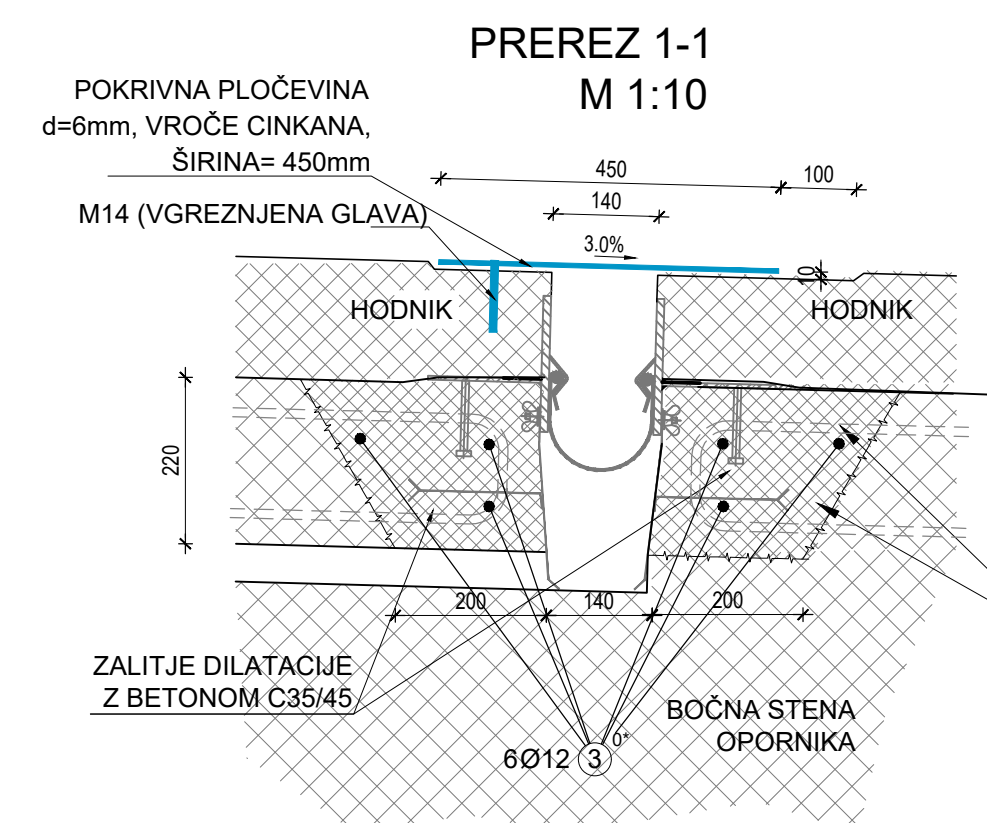 PREREZ 1-1
M 1:10
POKRIVNA PLOČEVINA
d=6mm, VROČE CINKANA,
ŠIRINA= 450mm
M14 (VGREZNJENA GLAVA)
450
100
140
3.0%
10
HODNIK
HODNIK
220
200
140
200
ZALITJE DILATACIJE
Z BETONOM C35/45
BOČNA STENA
OPORNIKA
6Ø12 3 0*